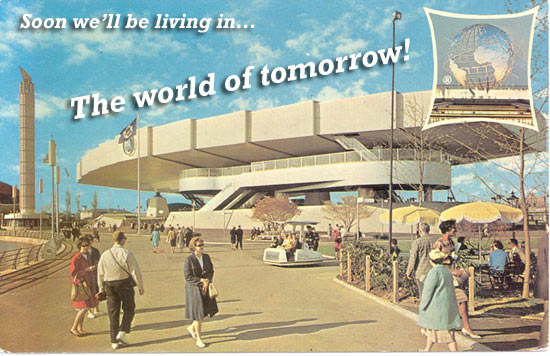 Soon we'll be living in...
The world of tomorrow!
®